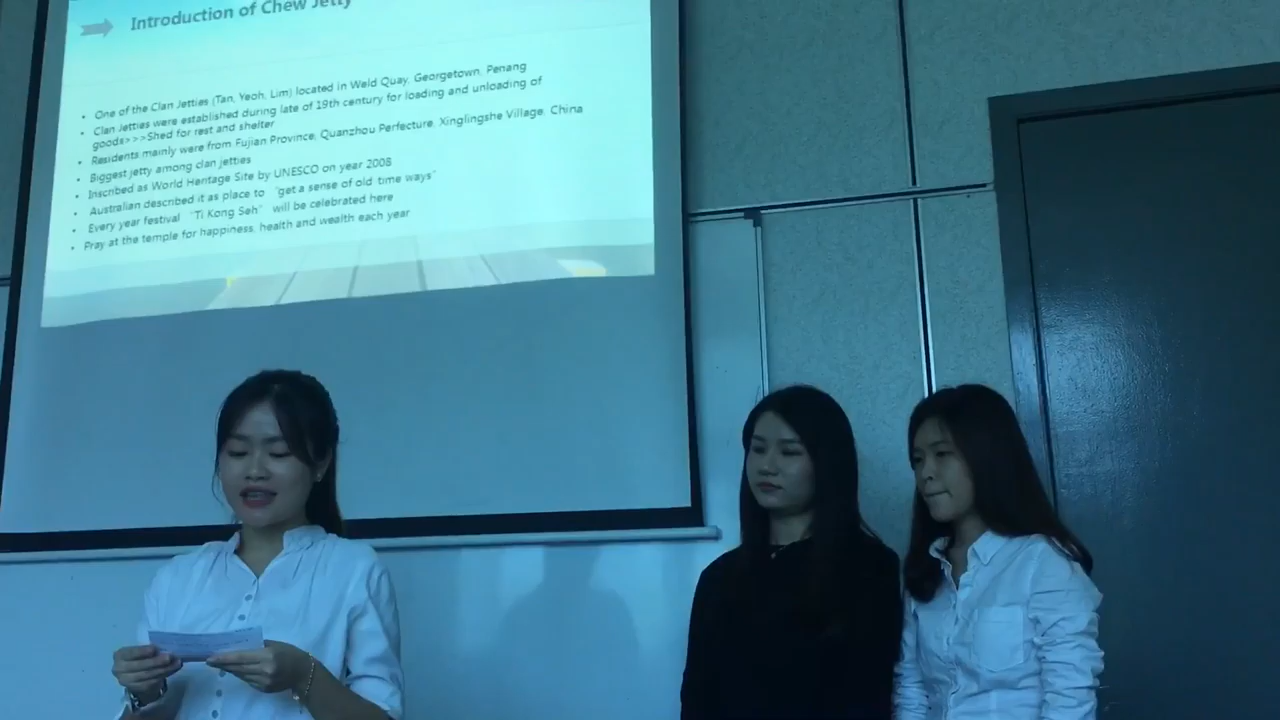 Introduction of Chew Jetty
• One of the Clan Jetties (Tan, Yeoh, Lim) located in Weld Quay, Georgetown, Penang
• Clan Jetties were established during late of 19th century for loading and unloading of
goods>>>Shed for rest and shelter
• Residents mainly were from Fujian Province, Quanzhou Perfecture, Xinglingshe Village, China
• Biggest jetty among clan jetties
• Inscribed as World Heritage Site by UNESCO on year 2008
• Australian described it as place to “get a sense of old time ways”
• Every year festival “Ti Kong Seh” will be celebrated here
• Pray at the temple for happiness, health and wealth each year